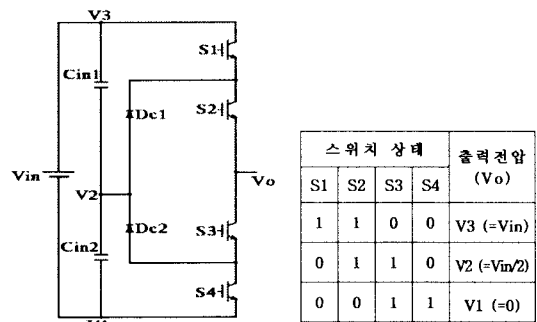 V3
S1
Cin1
Dc1
S2
Vin
V2
Vo
Dc2
S3
Cin2
S4
스위치 상태
출력전압
(Vo)
S1 S2 S3 S4
1 1 0 0 V3 (=Vin)
0 1 1 0 V2 (=Vin/2)
0 0 1 1 V1 (=0)